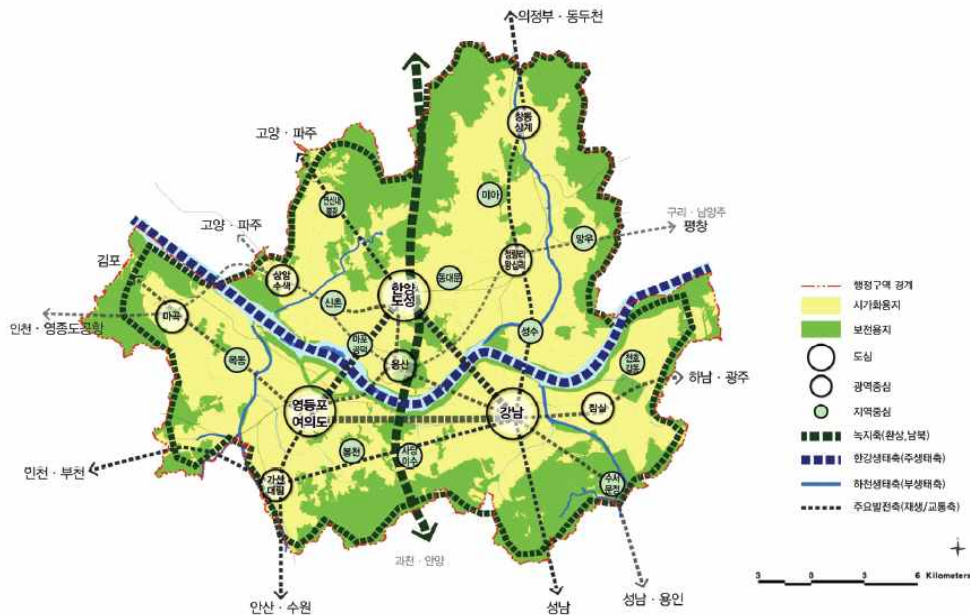 의정부 · 동두천
고양 · 파주
창동
상계
연신내
불광
미아
구리 · 남양주
평창
고양 · 파주
망우
청량리
왕십리
김포
상암
수색
한양
도성
동대문
신촌
마곡
인천 · 영종도공항
마포
공덕
성수
목동
용산
천호
길동
하남 · 광주
영등포
여의도
강남
잠실
봉천
사당
이수
인천 · 부천
가산
대림
수서
문정
과천 · 안양
안산 · 수원
성남
성남 · 용인
행정구역 경계
시가화용지
보전용지
도심
광역중심
지역중심
녹지축(환상,남북)
한강생태축(주생태축)
하천생태축(부생태축)
주요발전축(재생/교통축)
3 0 3 6 Kilometers